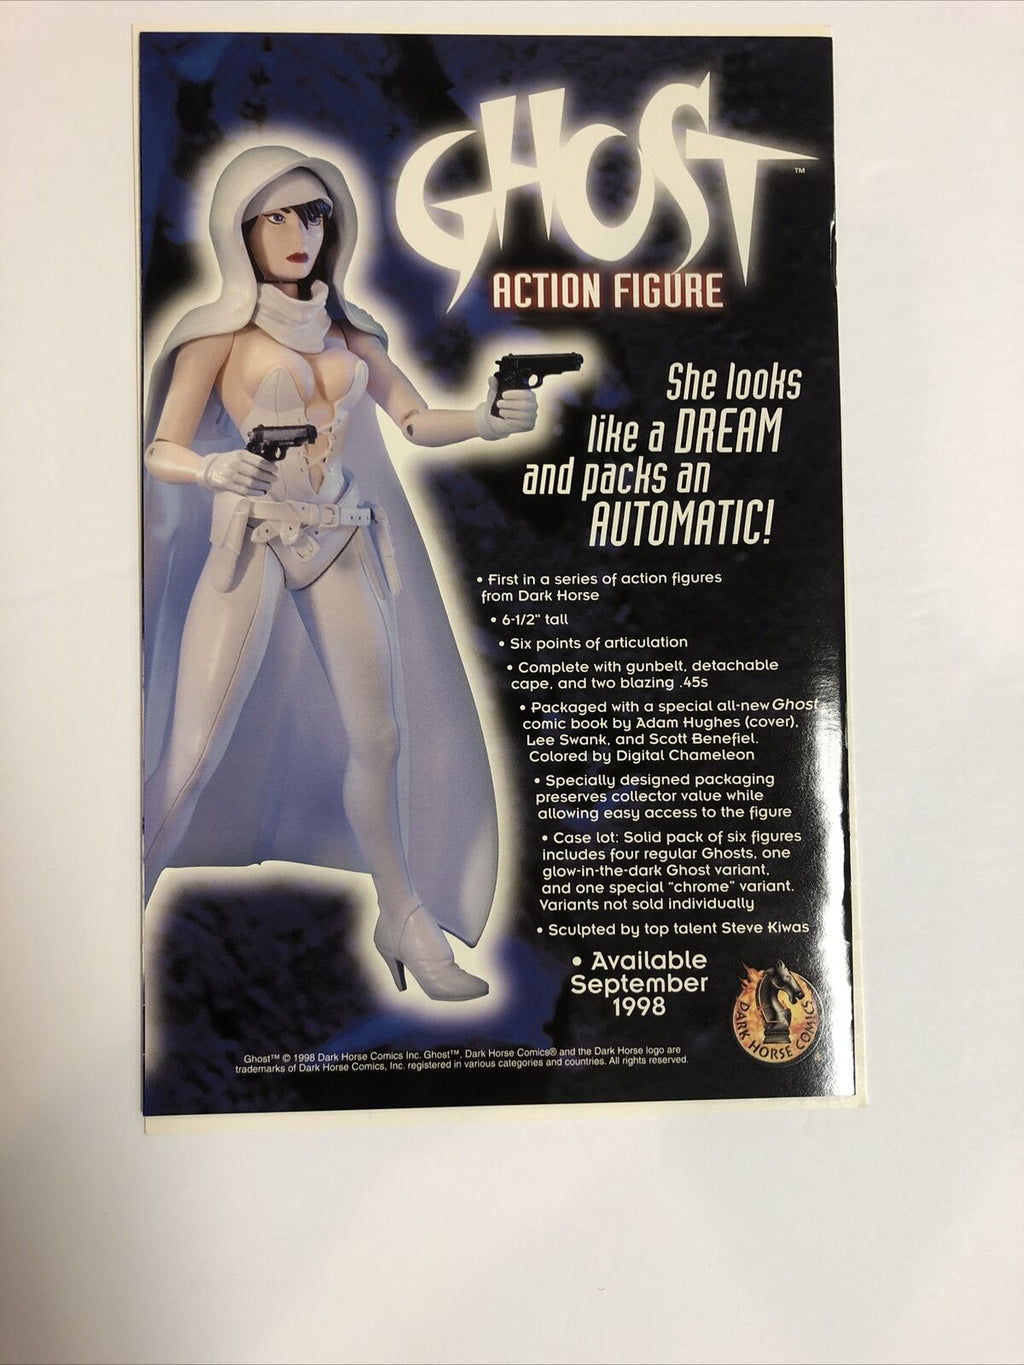 GHOST™
ACTION FIGURE
She looks
like a DREAM
and packs an
AUTOMATIC!
• First in a series of action figures
from Dark Horse
• 6-1/2" tall
• Six points of articulation
• Complete with gunbelt, detachable
cape, and two blazing .45s
• Packaged with a special all-new Ghost
comic book by Adam Hughes (cover),
Lee Swank, and Scott Benefiel.
Colored by Digital Chameleon
• Specially designed packaging
preserves collector value while
allowing easy access to the figure
• Case lot: Solid pack of six figures
includes four regular Ghosts, one
glow-in-the-dark Ghost variant,
and one special "chrome" variant.
Variants not sold individually
• Sculpted by top talent Steve Kiwas
• Available
September
1998
DARK HORSE COMICS
®
Ghost™ © 1998 Dark Horse Comics Inc. Ghost™, Dark Horse Comics® and the Dark Horse logo are
trademarks of Dark Horse Comics, Inc. registered in various categories and countries. All rights reserved.